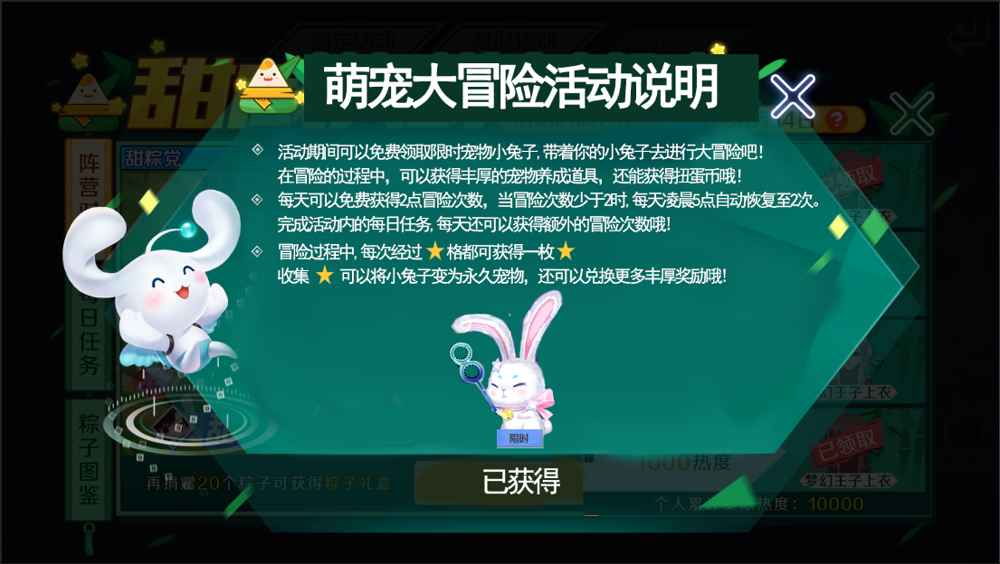 固定活动
限时活动
萌宠大冒险活动说明
14日
活动期间可以免费领取限时宠物小兔子,带着你的小兔子去进行大冒险吧!
在冒险的过程中，可以获得丰厚的宠物养成道具，还能获得扭蛋币哦!
每天可以免费获得2点冒险次数，当冒险次数少于2时,每天凌晨5点自动恢复至2次。
完成活动内的每日任务,每天还可以获得额外的冒险次数哦!
冒险过程中,每次经过 格都可获得一枚
收集 可以将小兔子变为永久宠物，还可以兑换更多丰厚奖励哦!
甜粽党
阵营
每日任务
粽子图鉴
限时
已获得
再捐赠20个粽子可获得粽子礼盒
1000热度
热度：10000
已领取
幻王子上衣
已领取
梦幻王子上衣